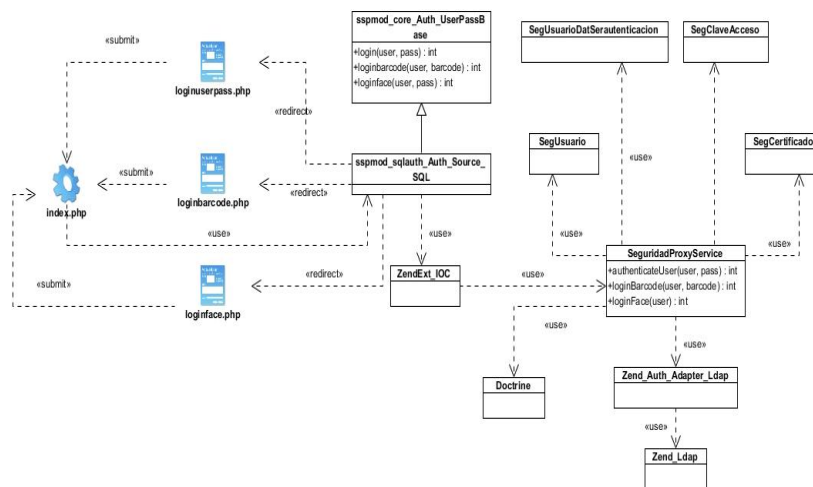 sspmod_core_Auth_UserPassB
ase
+login(user, pass) : int
+loginbarcode(user, barcode) : int
+loginface(user, pass) : int
SegUsuarioDatSerautenticacion
SegClaveAcceso
«submit»
loginuserpass.php
«redirect»
SegUsuario
SegCertificado
«use»
sspmod_sqlauth_Auth_Source_
SQL
«submit»
loginbarcode.php
«redirect»
index.php
«use»
«use»
«use»
«use»
SeguridadProxyService
+authenticateUser(user, pass) : int
+loginBarcode(user, barcode) : int
+loginFace(user) : int
«redirect»
ZendExt_IOC
«use»
«submit»
loginface.php
«use»
«use»
Doctrine
Zend_Auth_Adapter_Ldap
«use»
Zend_Ldap